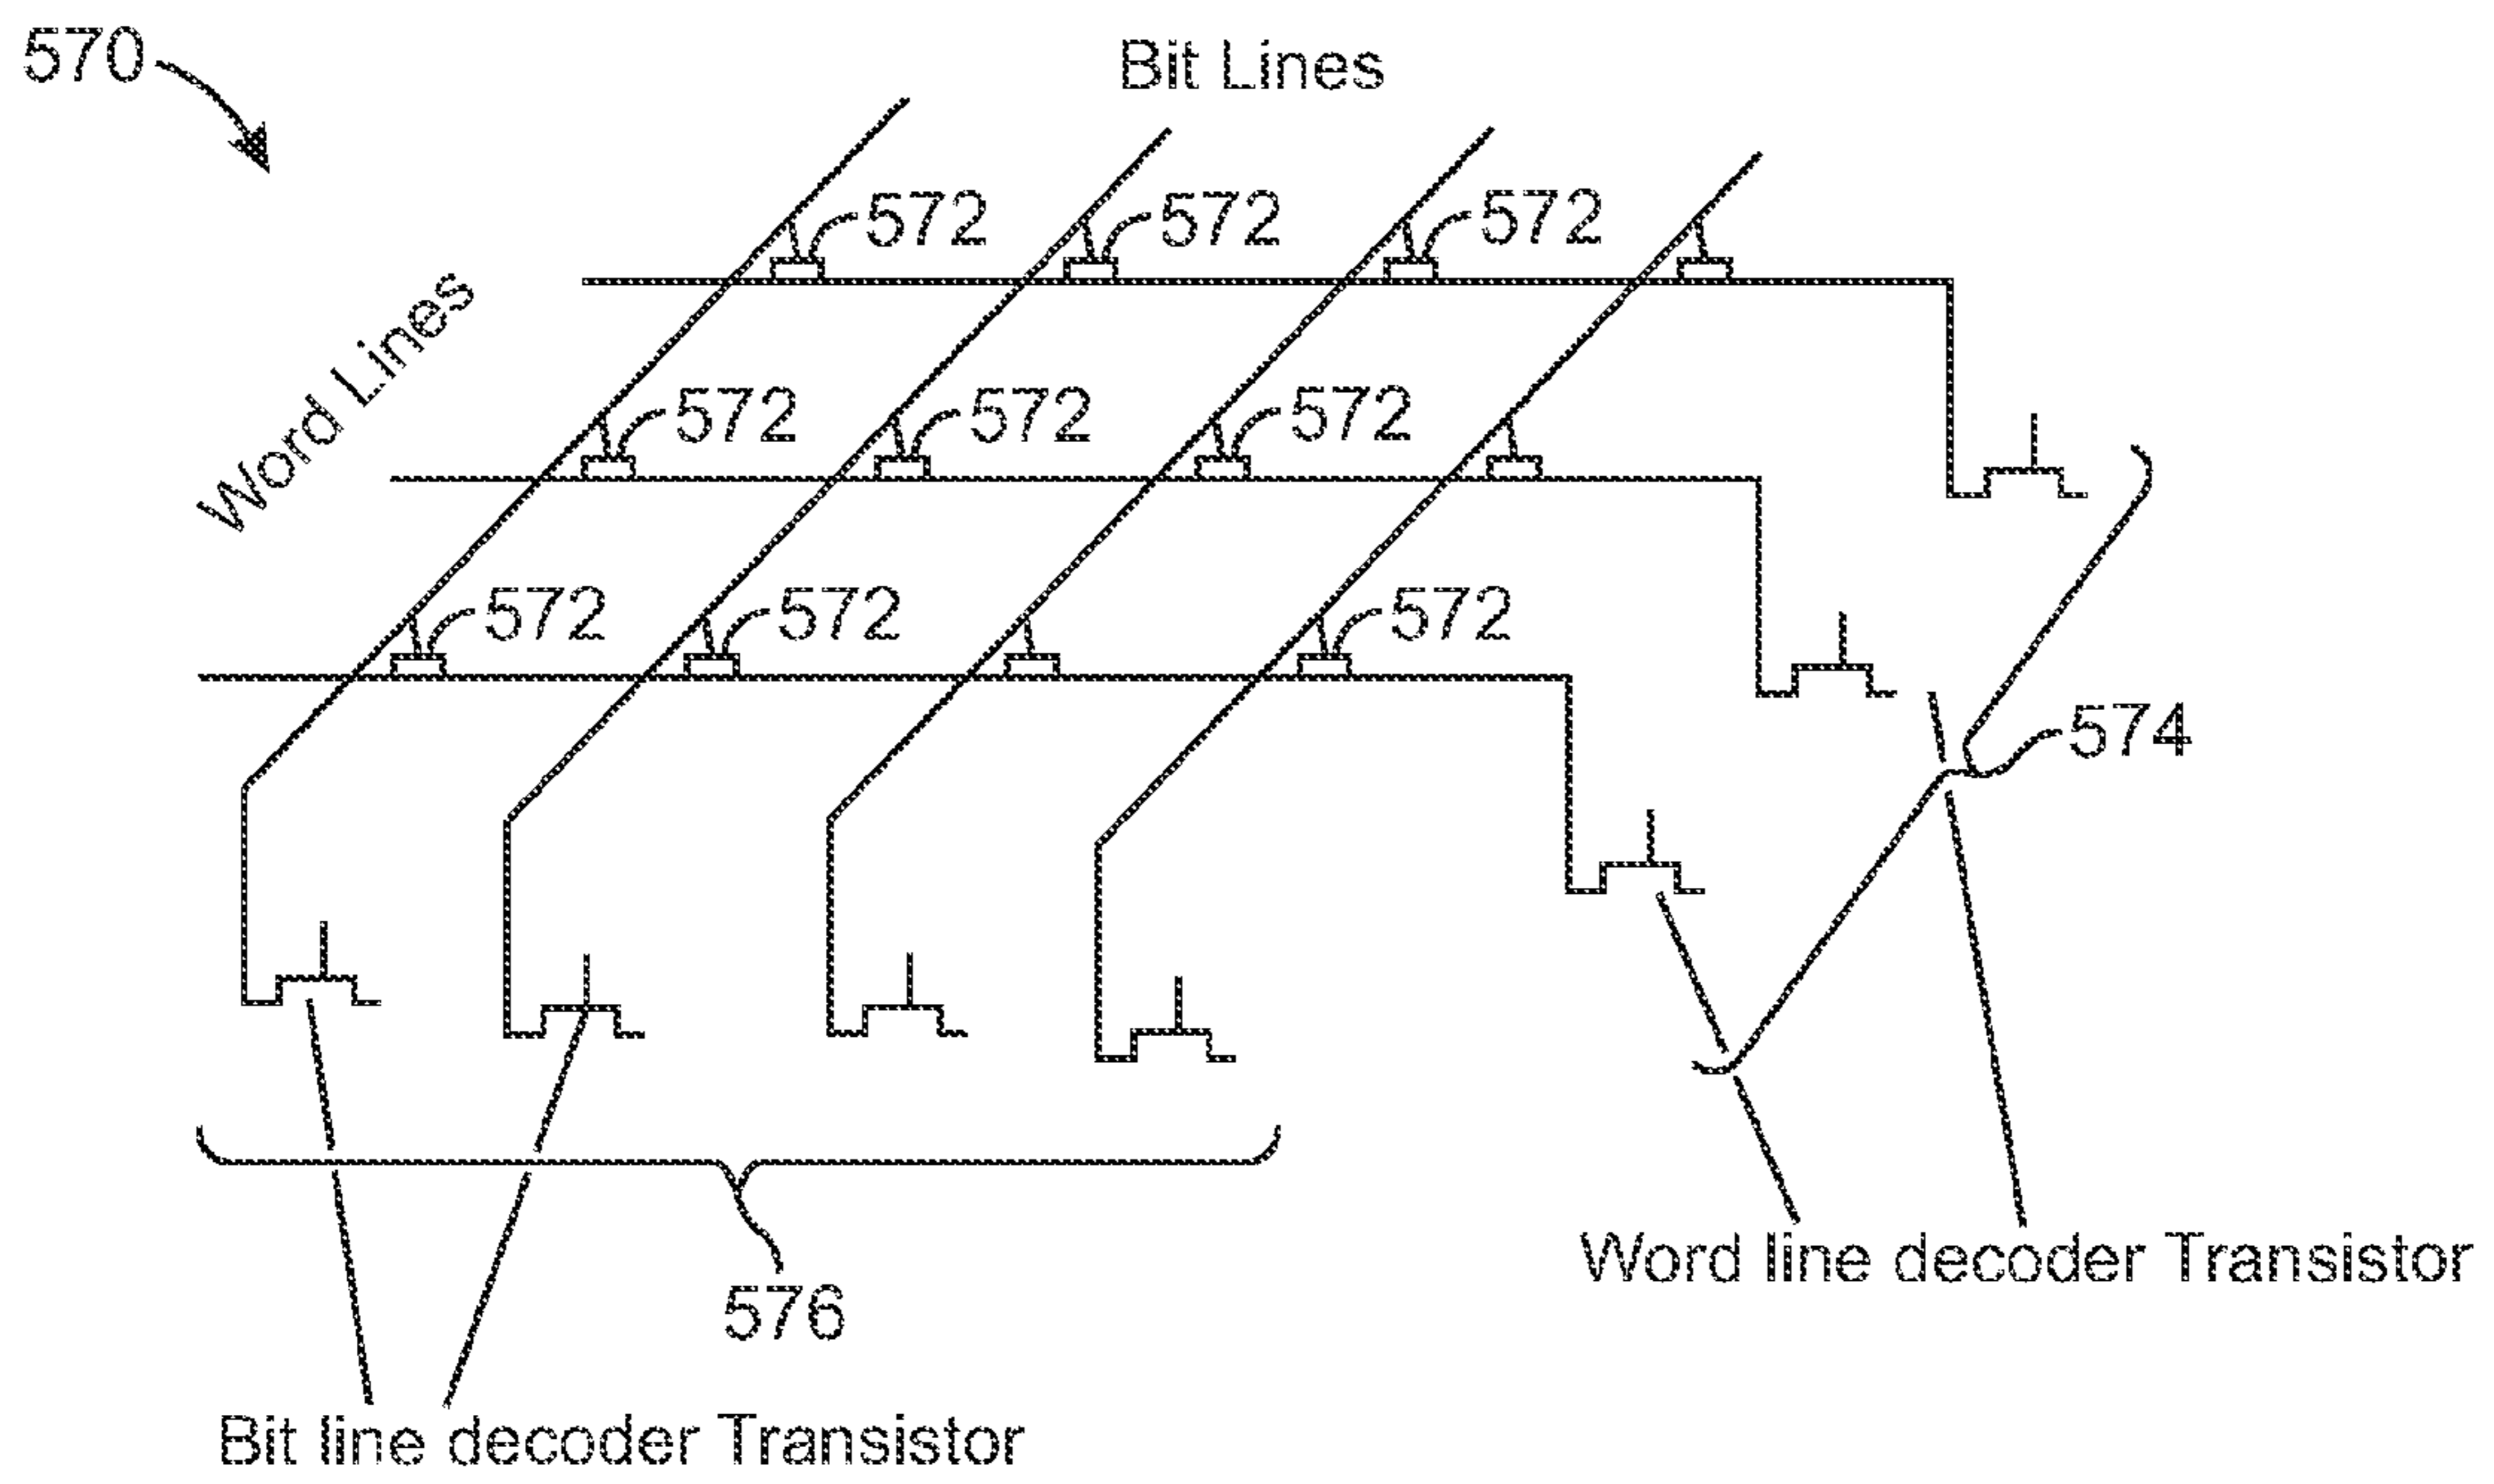 570
Bit Lines
572 572 572
Word Lines
572 572 572
572 572 572
574
576
Word line decoder Transistor
Bit line decoder Transistor